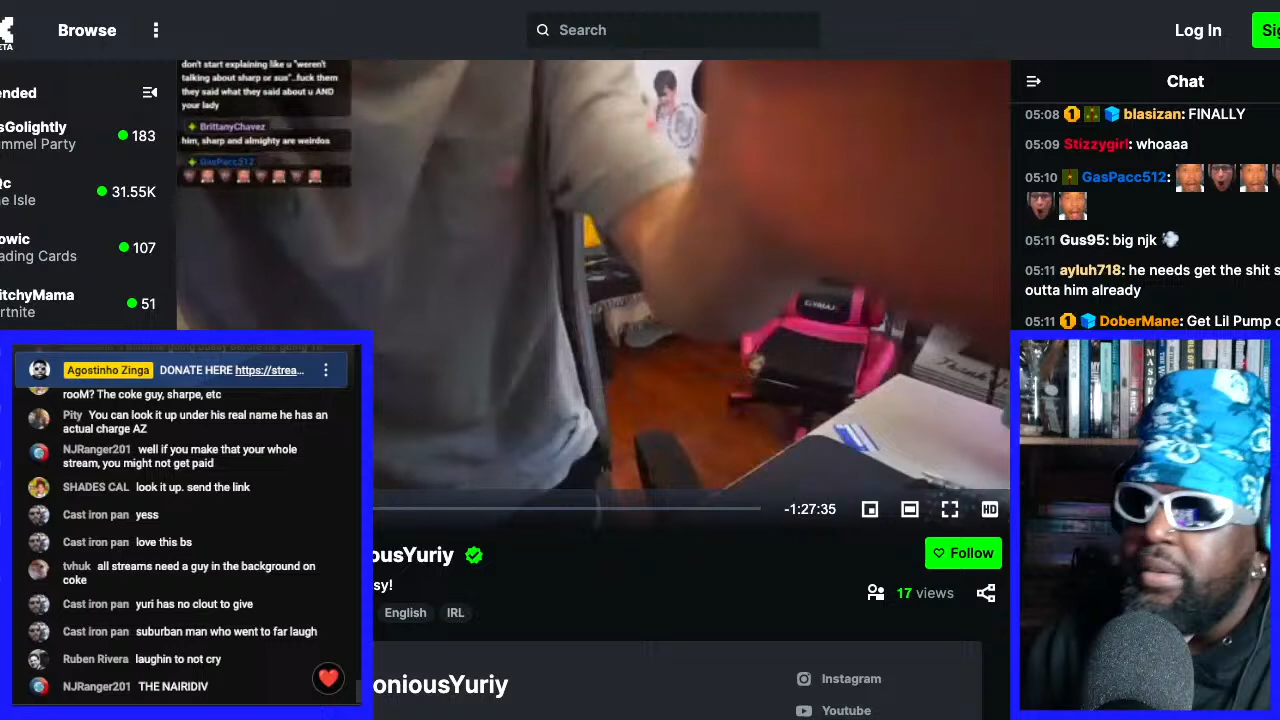 ETA
Browse
Search
Log In
ended
sGolightly
183
mmel Party
31.55K
e Isle
owic
107
ading Cards
itchyMama
51
rtnite
don't start explaining like u "weren't
talking about sharp or sus"..fuck them
they said what they said about u AND
your lady
BrittanyChavez
him, sharp and almighty are weirdos
GasPacc512
Chat
05:08 blasizan: FINALLY
05:09 Stizzygirl: whoaaa
05:10 GasPacc512:
05:11 Gus95: big njk
05:11 ayluh718: he needs get the shit s
outta him already
05:11 DoberMane: Get Lil Pump
Agostinho Zinga DONATE HERE https://strea...
rooM? The coke guy, sharpe, etc
Pity You can look it up under his real name he has an
actual charge AZ
NJRanger201 well if you make that your whole
stream, you might not get paid
SHADES CAL look it up. send the link
Cast iron pan yess
Cast iron pan love this bs
tvhuk all streams need a guy in the background on
coke
Cast iron pan yuri has no clout to give
Cast iron pan suburban man who went to far laugh
Ruben Rivera laughin to not cry
NJRanger201 THE NAIRIDIV
-1:27:35
HD
iousYuriy
Follow
sy!
17 views
English
IRL
oniousYuriy
Instagram
Youtube